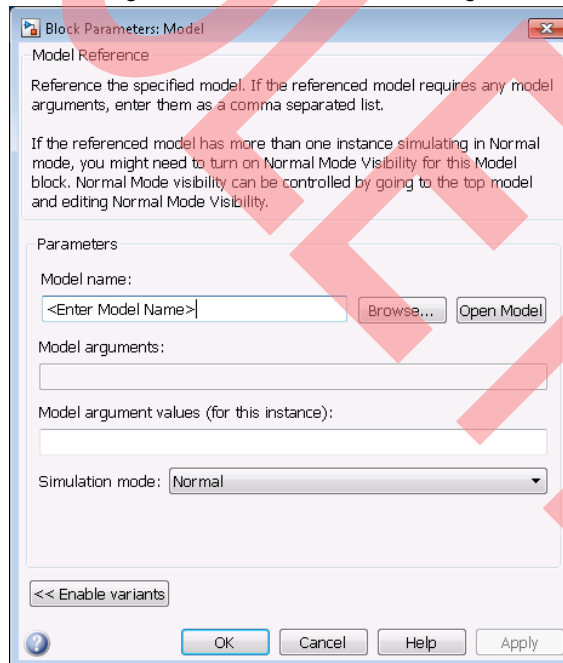 Block Parameters: Model
Model Reference
Reference the specified model. If the referenced model requires any model
arguments, enter them as a comma separated list.
If the referenced model has more than one instance simulating in Normal
mode, you might need to turn on Normal Mode Visibility for this Model
block. Normal Mode visibility can be controlled by going to the top model
and editing Normal Mode Visibility.
Parameters
Model name:
<Enter Model Name>
Browse... Open Model
Model arguments:
Model argument values (for this instance):
Simulation mode: Normal
<< Enable variants
OK Cancel Help Apply